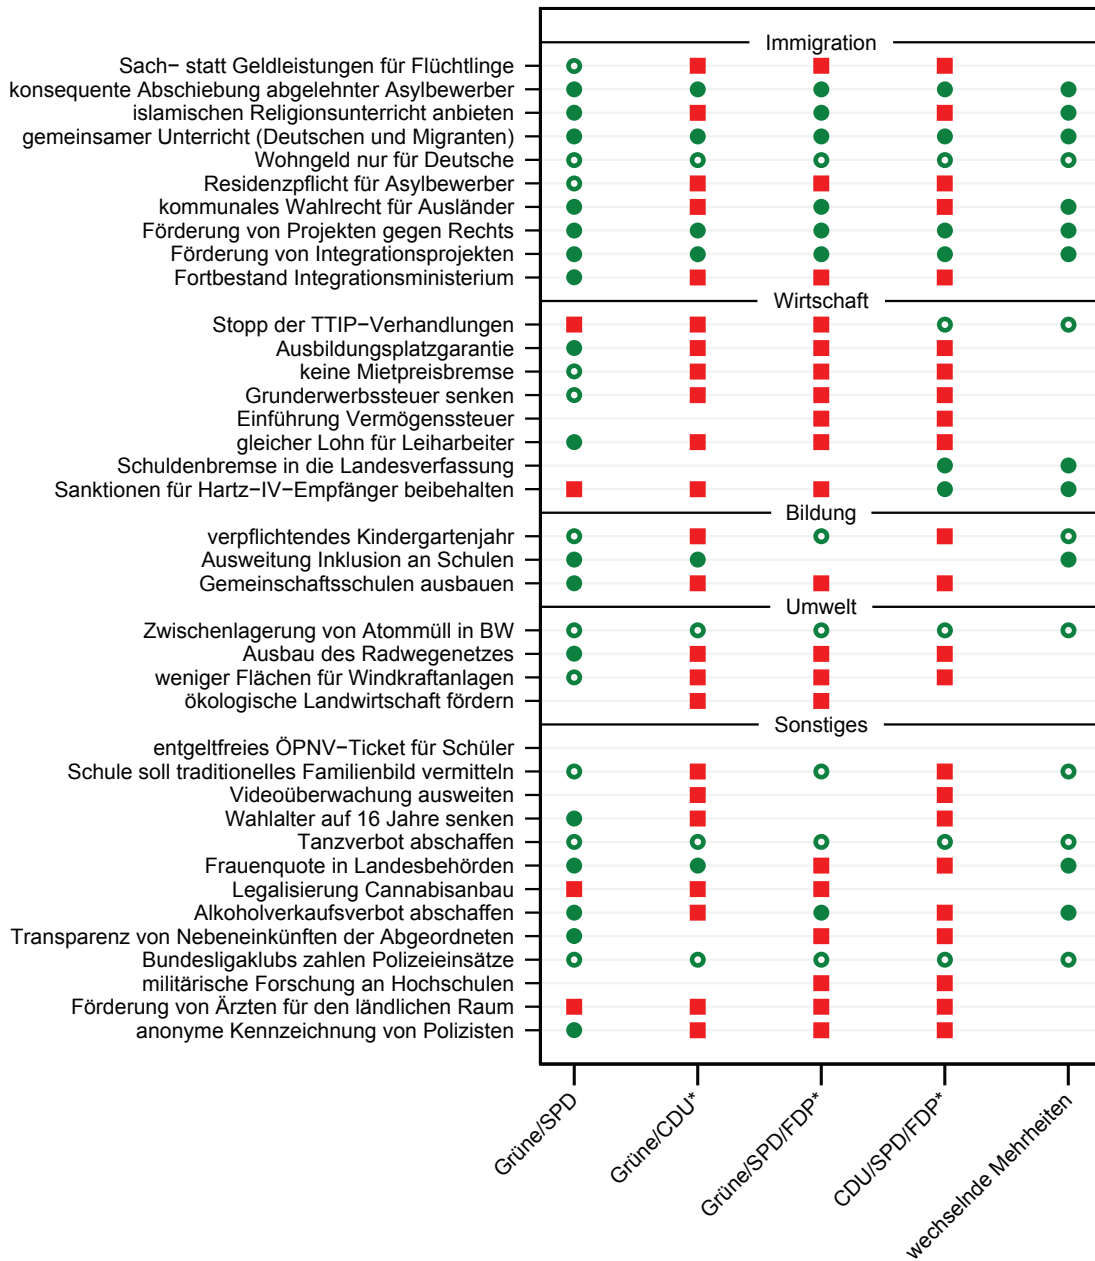 Immigration
Sach− statt Geldleistungen für Flüchtlinge
konsequente Abschiebung abgelehnter Asylbewerber
islamischen Religionsunterricht anbieten
gemeinsamer Unterricht (Deutschen und Migranten)
Wohngeld nur für Deutsche
Residenzpflicht für Asylbewerber
kommunales Wahlrecht für Ausländer
Förderung von Projekten gegen Rechts
Förderung von Integrationsprojekten
Fortbestand Integrationsministerium
Wirtschaft
Stopp der TTIP−Verhandlungen
Ausbildungsplatzgarantie
keine Mietpreisbremse
Grunderwerbssteuer senken
Einführung Vermögenssteuer
gleicher Lohn für Leiharbeiter
Schuldenbremse in die Landesverfassung
Sanktionen für Hartz−IV−Empfänger beibehalten
Bildung
verpflichtendes Kindergartenjahr
Ausweitung Inklusion an Schulen
Gemeinschaftsschulen ausbauen
Umwelt
Zwischenlagerung von Atommüll in BW
Ausbau des Radwegenetzes
weniger Flächen für Windkraftanlagen
ökologische Landwirtschaft fördern
Sonstiges
entgeltfreies ÖPNV−Ticket für Schüler
Schule soll traditionelles Familienbild vermitteln
Videoüberwachung ausweiten
Wahlalter auf 16 Jahre senken
Tanzverbot abschaffen
Frauenquote in Landesbehörden
Legalisierung Cannabisanbau
Alkoholverkaufsverbot abschaffen
Transparenz von Nebeneinkünften der Abgeordneten
Bundesligaklubs zahlen Polizeieinsätze
militärische Forschung an Hochschulen
Förderung von Ärzten für den ländlichen Raum
anonyme Kennzeichnung von Polizisten
Grüne/SPD
Grüne/CDU*
Grüne/SPD/FDP*
CDU/SPD/FDP*
wechselnde Mehrheiten